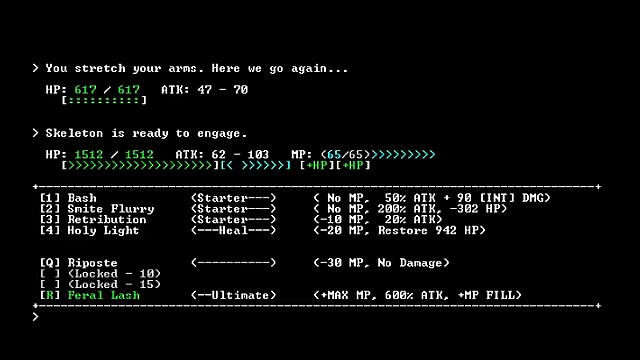 > You stretch your arms. Here we go again...
HP: 617 / 617   ATK: 47 - 70
[::::::::::]
> Skeleton is ready to engage.
HP: 1512 / 1512   ATK: 62 - 103   MP: <65/65>>>>>>>>>>
[>>>>>>>>>>>>>>>>>>>>>>][< >>>>>>] [+HP][+HP]
+--------------------------------------------------------------------------------+
[1] Bash   <Starter--->   < No MP, 50% ATK + 90 [INT] DMG>
[2] Smite Flurry   <Starter--->   < No MP, 200% ATK, -302 HP>
[3] Retribution   <Starter--->   <-10 MP, 20% ATK>
[4] Holy Light   <---Heal--->   <-20 MP, Restore 942 HP>
[Q] Riposte   <---------->   <-30 MP, No Damage>
[ ] <Locked - 10>
[ ] <Locked - 15>
[R] Feral Lash   <--Ultimate>   <+MAX MP, 600% ATK, +MP FILL>
+--------------------------------------------------------------------------------+
>